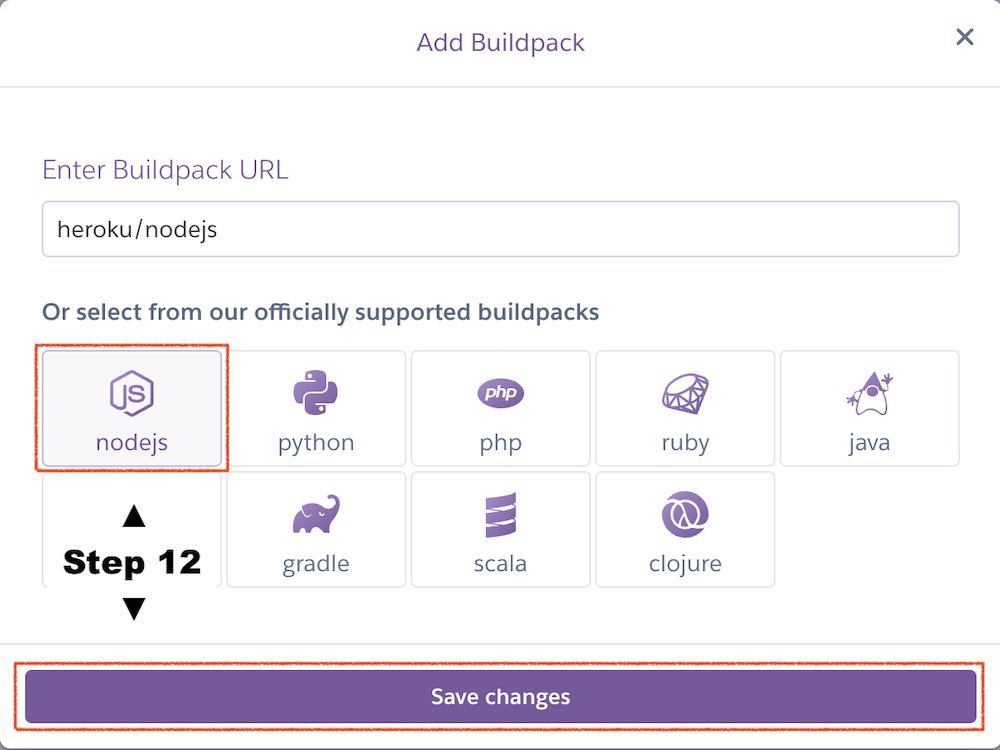 Add Buildpack
Enter Buildpack URL
heroku/nodejs
Or select from our officially supported buildpacks
JS
nodejs
python
php
php
ruby
java
Step 12
gradle
scala
clojure
Save changes